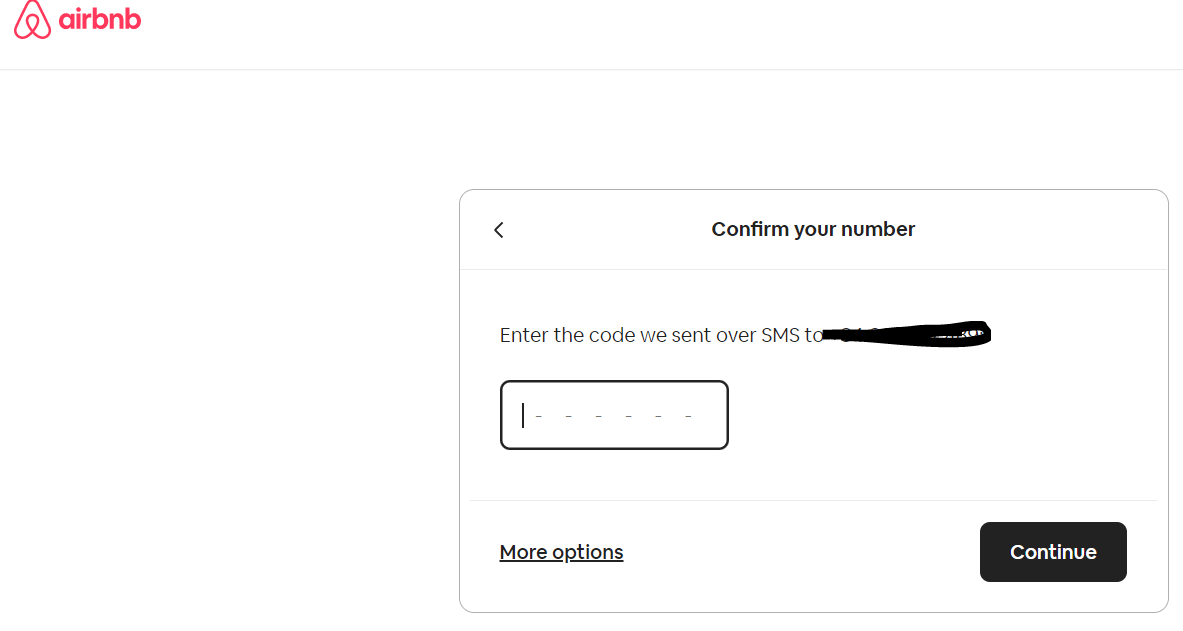 airbnb
Confirm your number
Enter the code we sent over SMS to
- - - - - -
More options
Continue